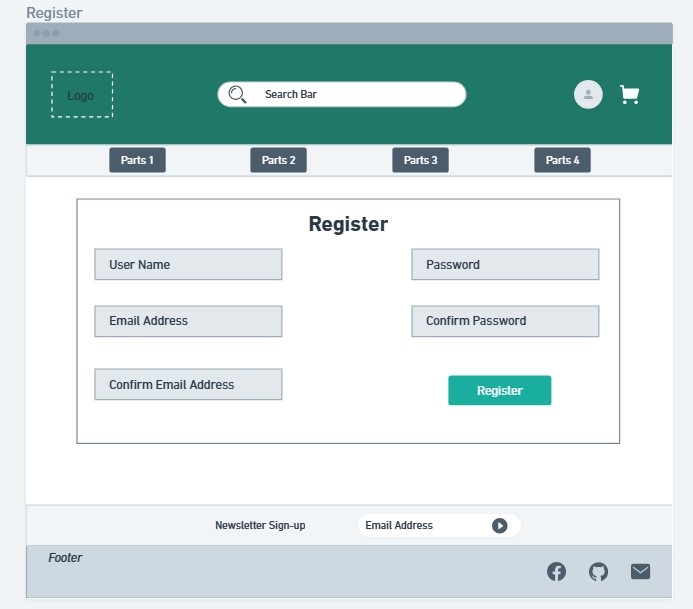 Register
Logo
Search Bar
Parts 1 Parts 2 Parts 3 Parts 4
Register
User Name Password
Email Address Confirm Password
Confirm Email Address Register
Newsletter Sign-up Email Address
Footer